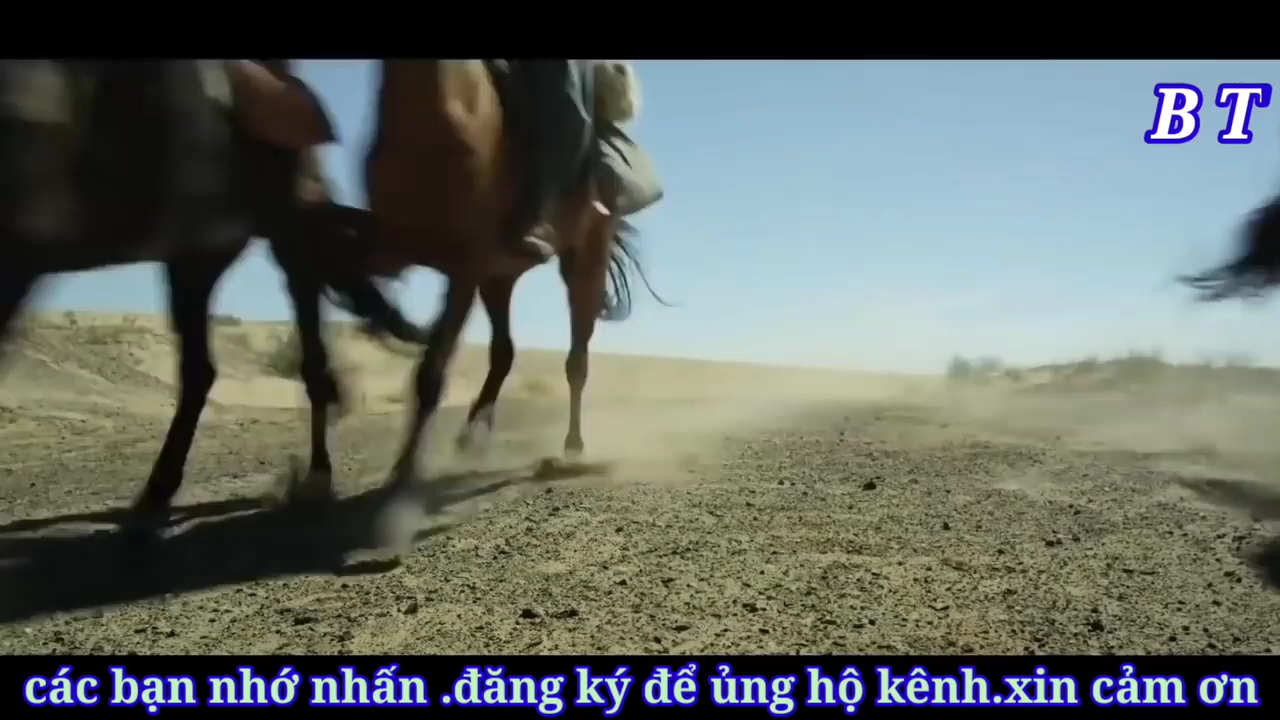 B T
các bạn nhớ nhấn .đăng ký để ủng hộ kênh.xin cảm ơn